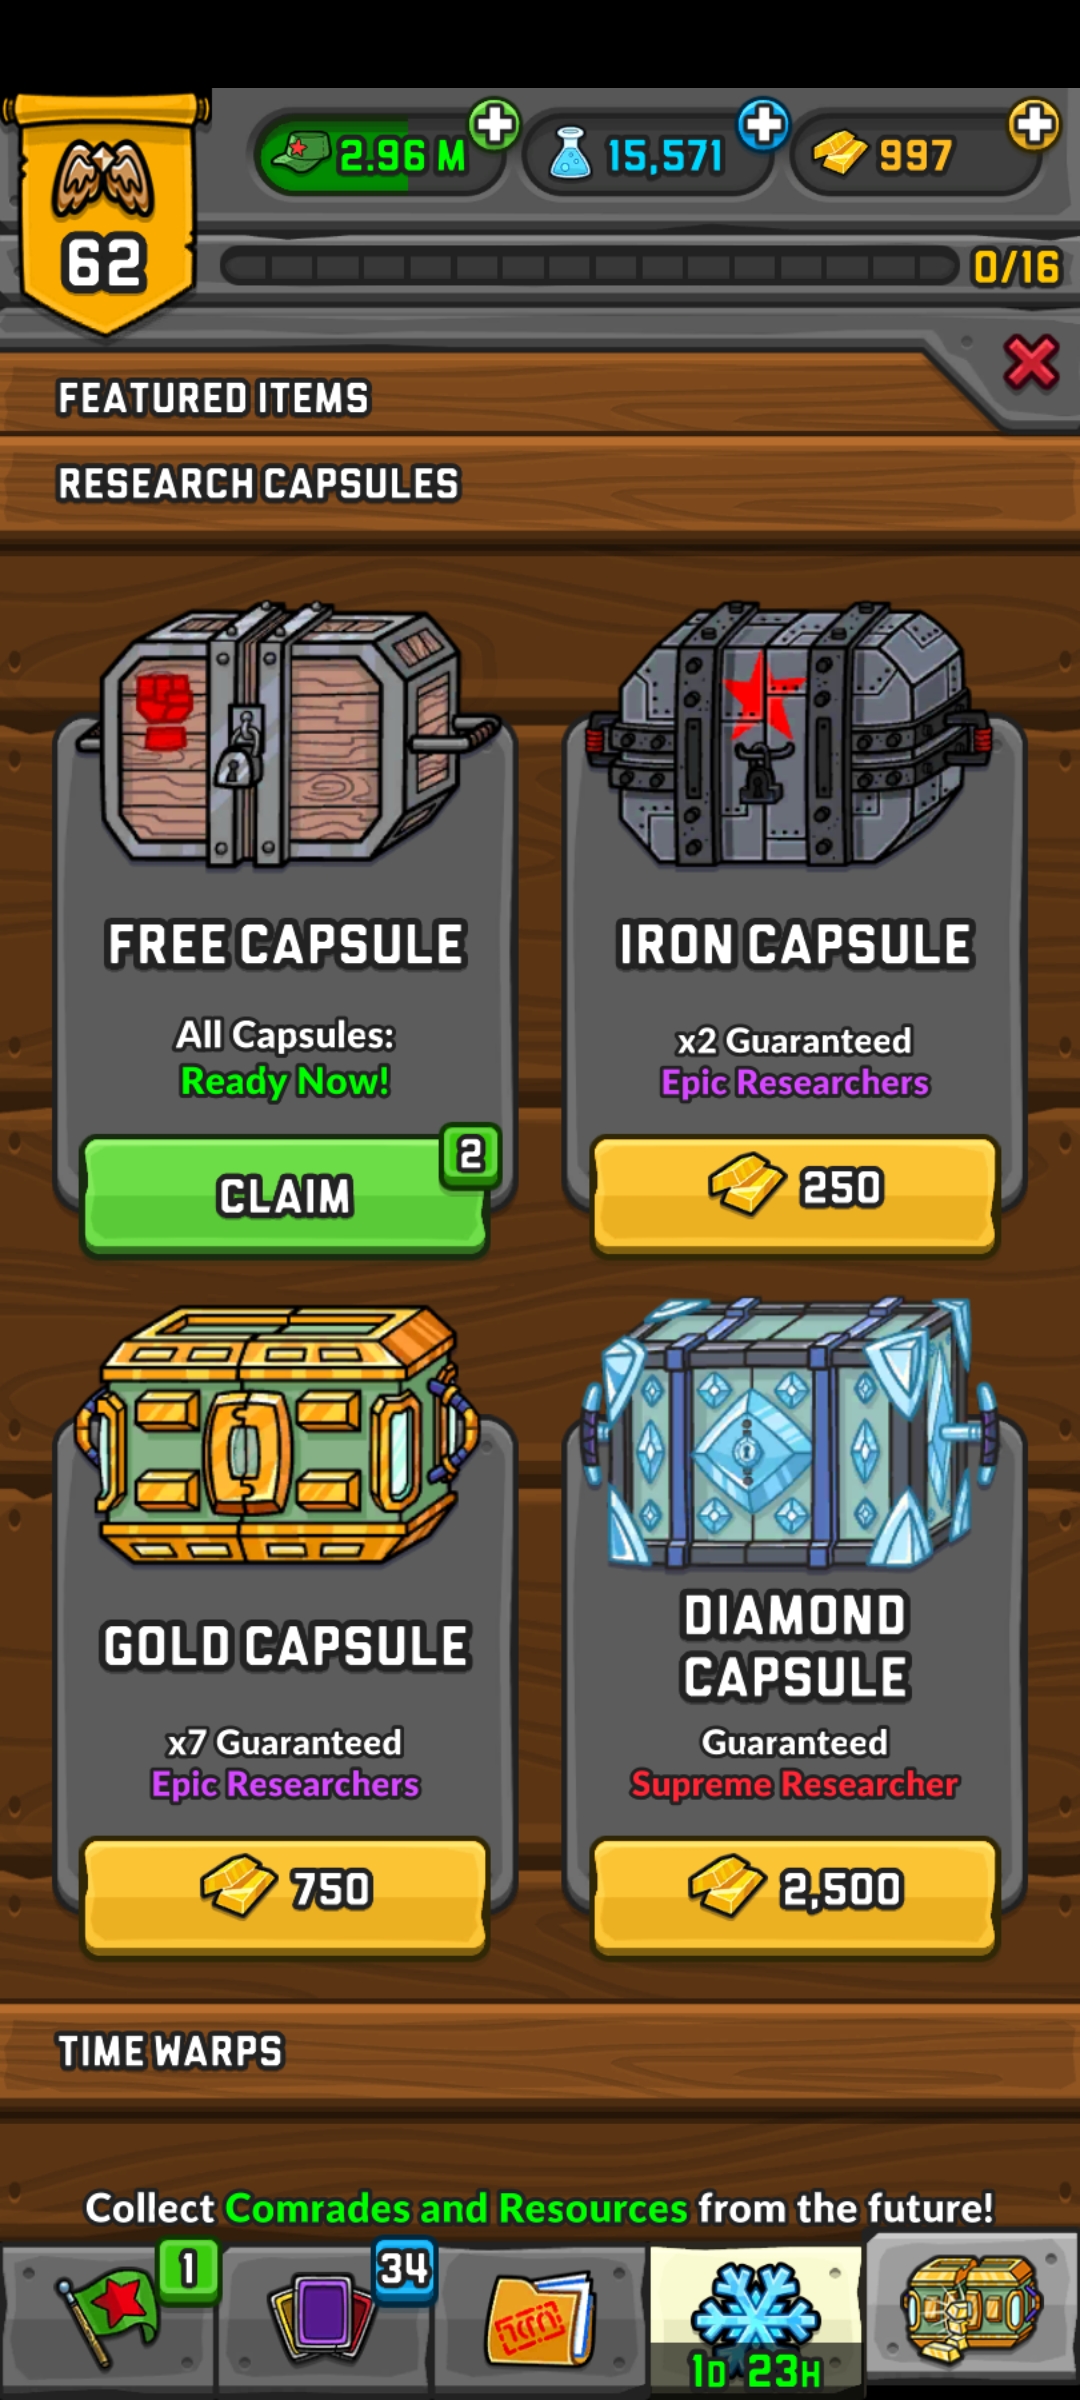 2.96 M
15,571
997
62
0/16
FEATURED ITEMS
RESEARCH CAPSULES
FREE CAPSULE
All Capsules:
Ready Now!
2
CLAIM
IRON CAPSULE
x2 Guaranteed
Epic Researchers
250
GOLD CAPSULE
x7 Guaranteed
Epic Researchers
750
DIAMOND
CAPSULE
Guaranteed
Supreme Researcher
2,500
TIME WARPS
Collect Comrades and Resources from the future!
1
34
1D 23H